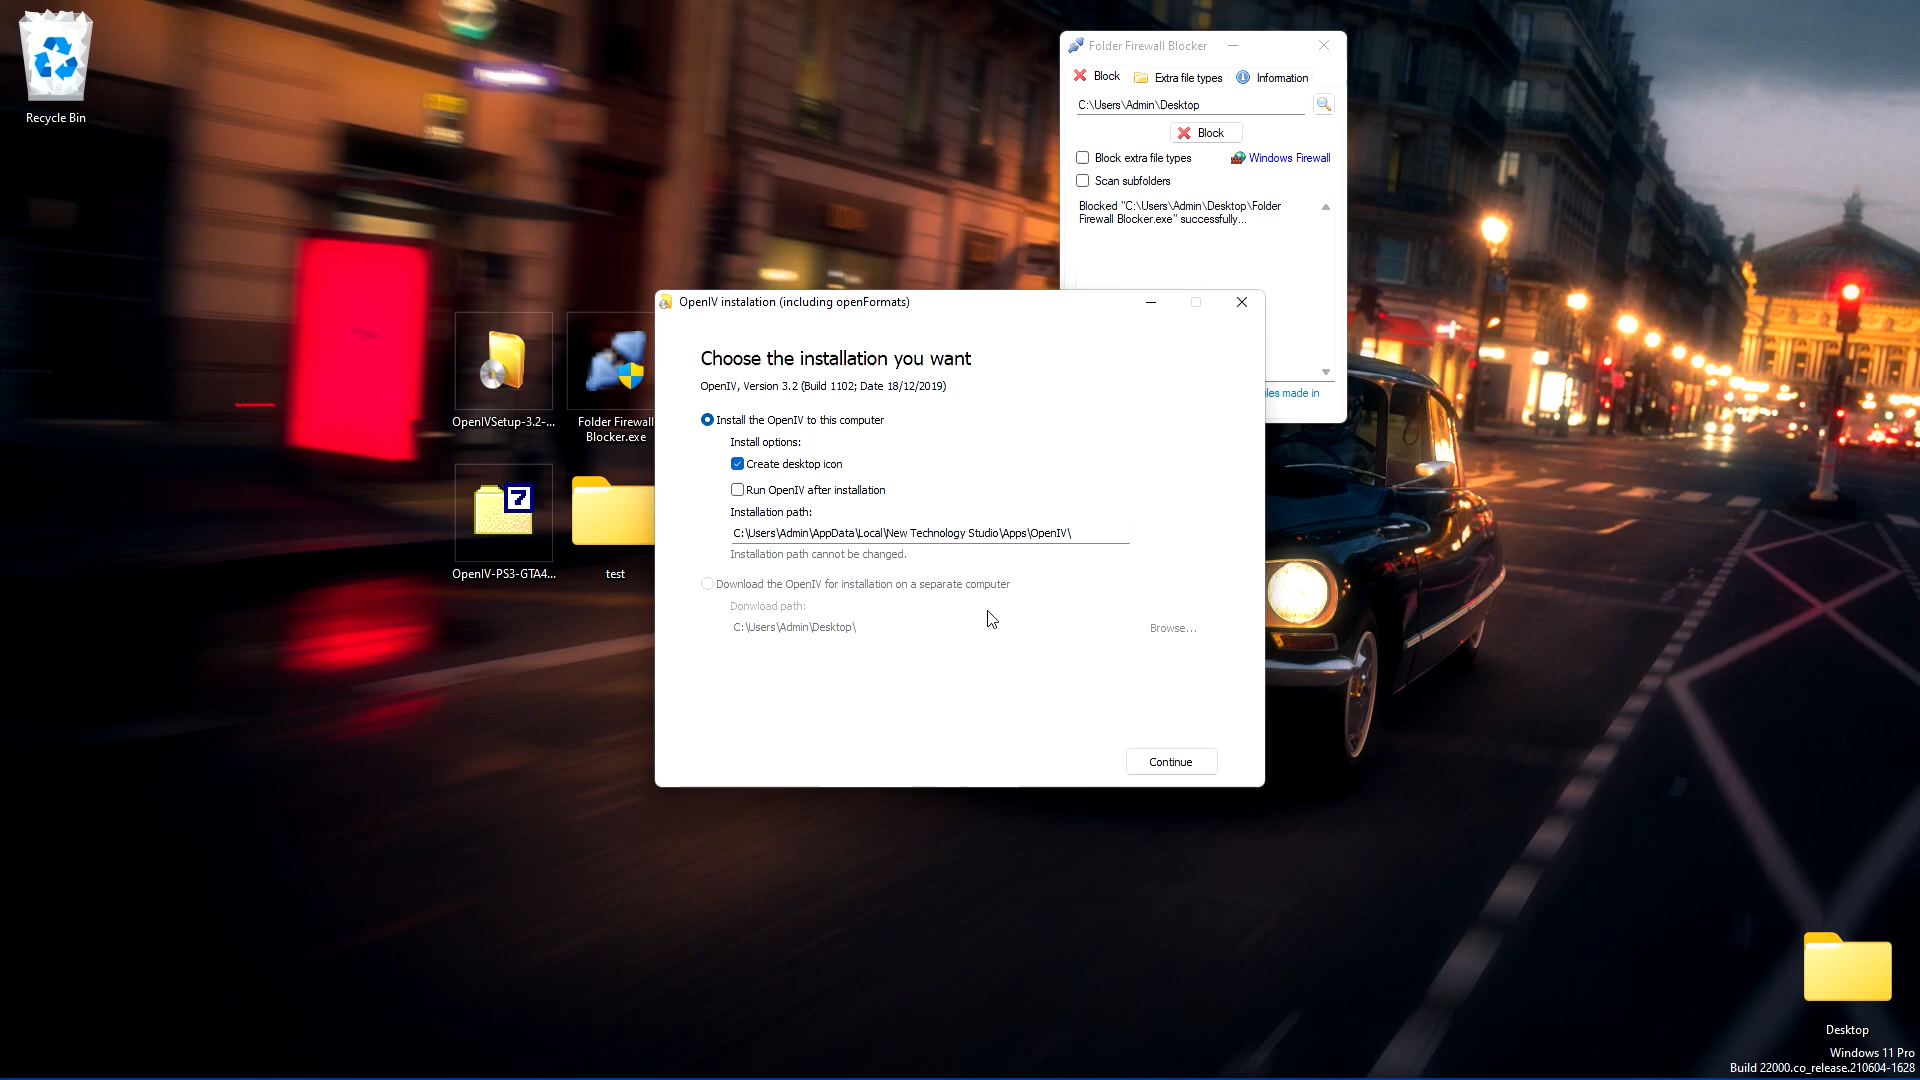 Recycle Bin
Folder Firewall Blocker
Block
Extra file types
Information
C:\Users\Admin\Desktop
Block
Block extra file types
Windows Firewall
Scan subfolders
Blocked "C:\Users\Admin\Desktop\Folder
Firewall Blocker.exe" successfully...
made in
OpenIV instalation (including openFormats)
Choose the installation you want
OpenIV, Version 3.2 (Build 1102; Date 18/12/2019)
Install the OpenIV to this computer
Install options:
Create desktop icon
Run OpenIV after installation
Installation path:
C:\Users\Admin\AppData\Local\New Technology Studio\Apps\OpenIV\
Installation path cannot be changed.
Download the OpenIV for installation on a separate computer
Donwload path:
C:\Users\Admin\Desktop\
Browse...
Continue
OpenIVSetup-3.2-...
Folder Firewall
Blocker.exe
7
OpenIV-PS3-GTA4...
test
Desktop
Windows 11 Pro
Build 22000.co_release.210604-1628